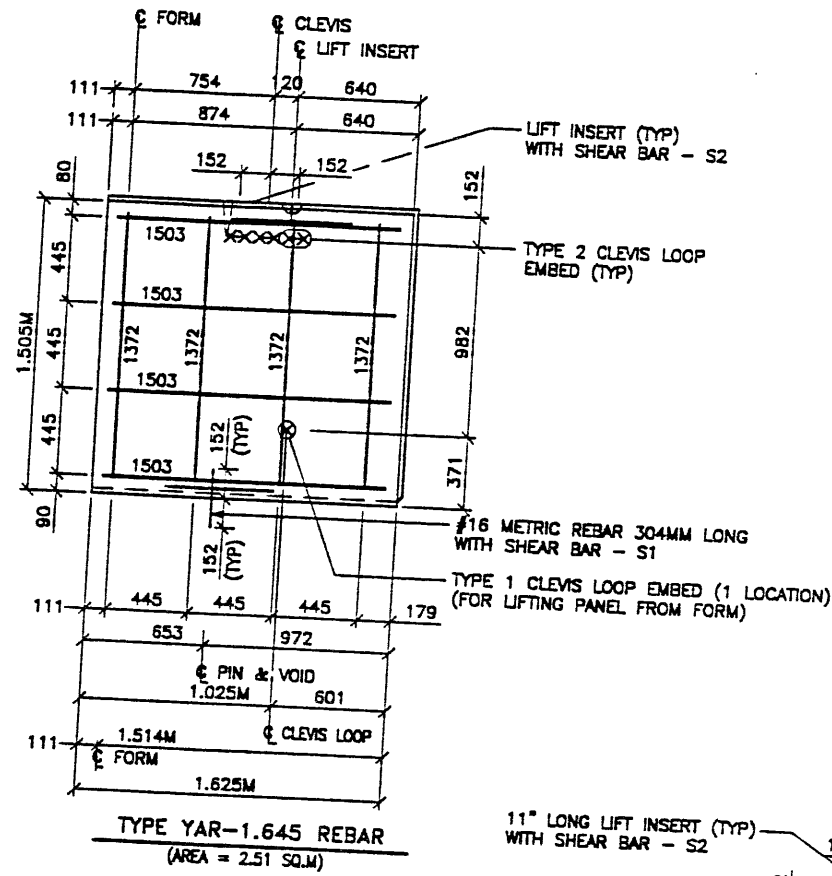 ℄ FORM
℄ CLEVIS
℄ LIFT INSERT
111 754 120 640
111 874 640
LIFT INSERT (TYP)
WITH SHEAR BAR - S2
152 152
80
152
1503
TYPE 2 CLEVIS LOOP
EMBED (TYP)
445
1503
1.505M
445
1372 1372 1372 1372
982
1503
445
152
(TYP)
1503
371
90
#16 METRIC REBAR 304MM LONG
WITH SHEAR BAR - S1
152
(TYP)
TYPE 1 CLEVIS LOOP EMBED (1 LOCATION)
(FOR LIFTING PANEL FROM FORM)
111 445 445 445 179
653 972
℄ PIN & VOID
1.025M 601
℄ CLEVIS LOOP
111 1.514M
℄ FORM
1.625M
TYPE YAR-1.645 REBAR
(AREA = 2.51 SQ.M)
11" LONG LIFT INSERT (TYP)
WITH SHEAR BAR - S2
1